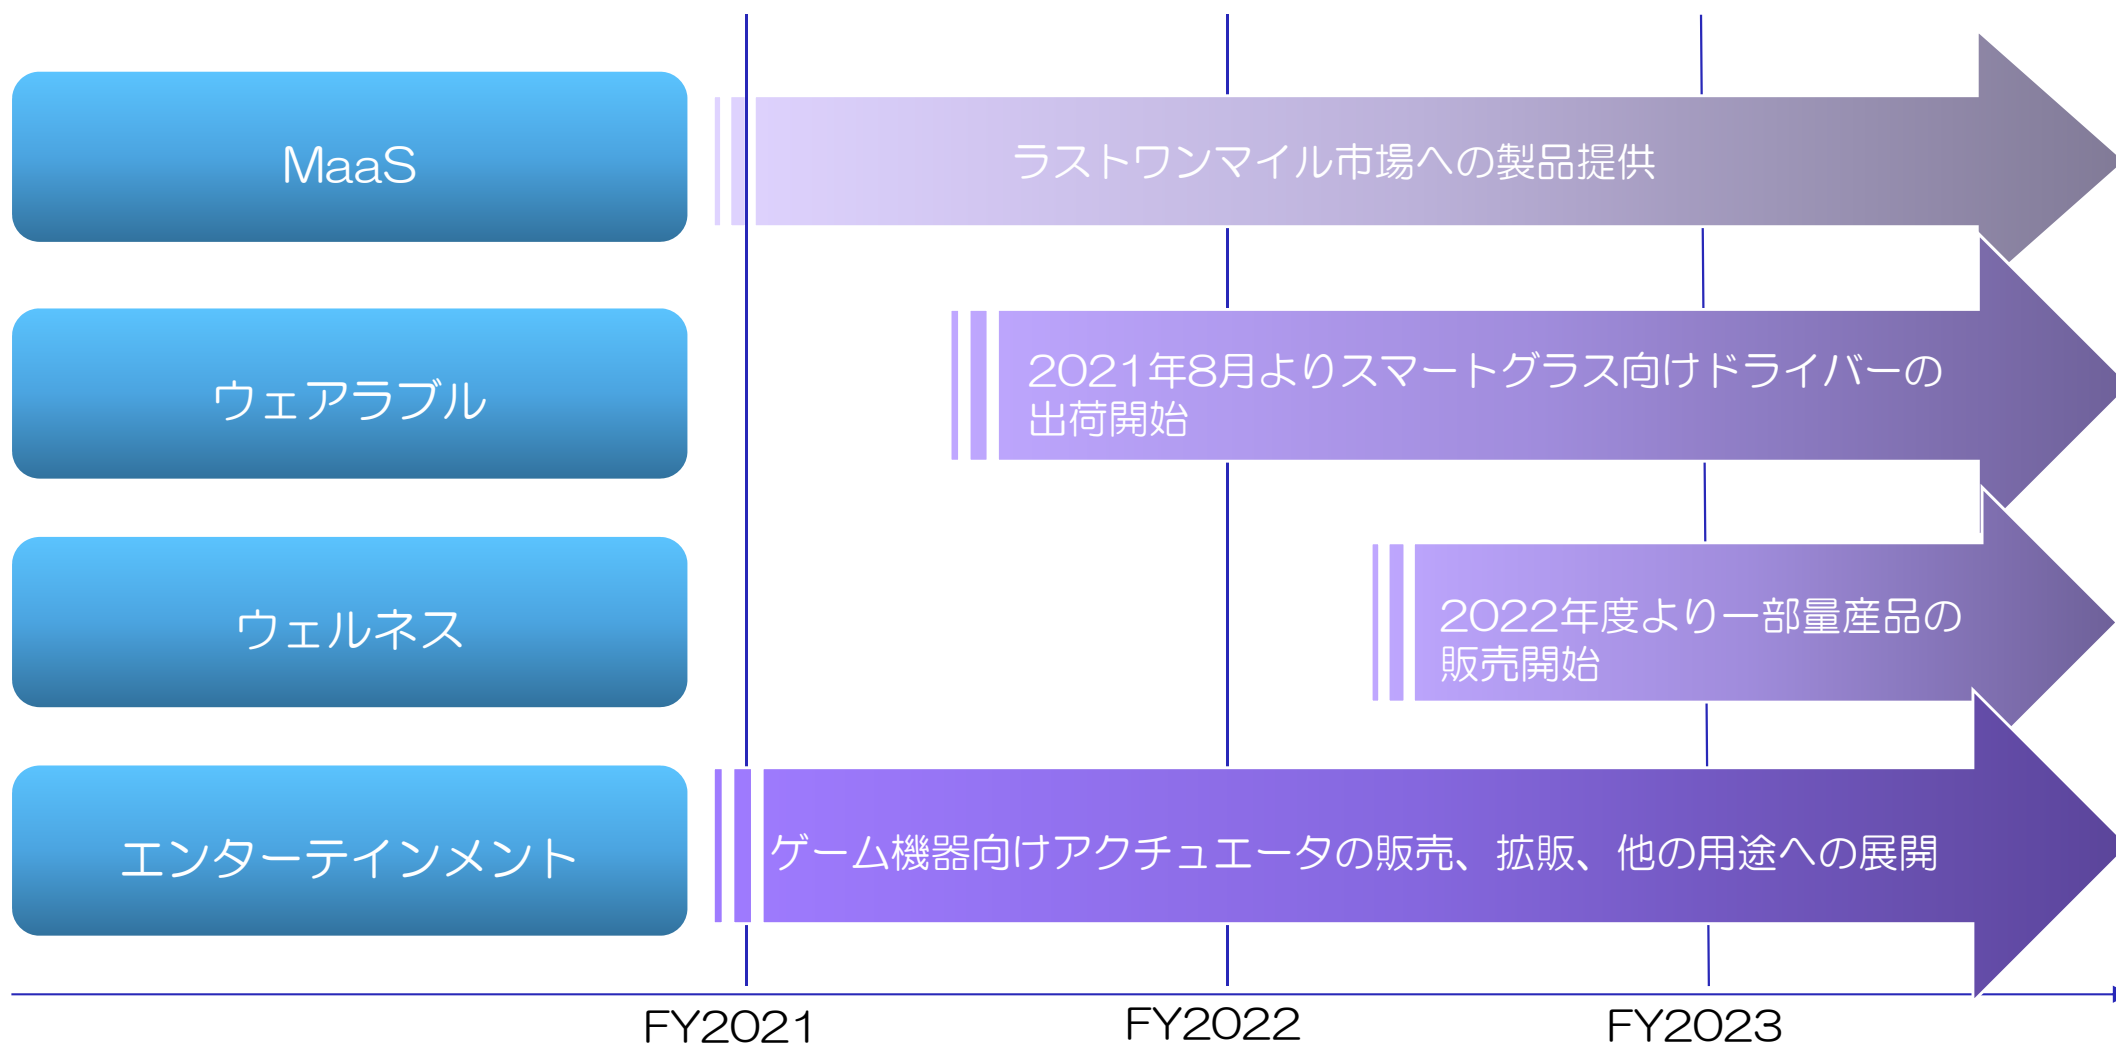 MaaS
ラストワンマイル市場への製品提供
ウェアラブル
2021年8月よりスマートグラス向けドライバーの
出荷開始
ウェルネス
2022年度より一部量産品の
販売開始
エンターテインメント
ゲーム機器向けアクチュエータの販売、拡販、他の用途への展開
FY2021
FY2022
FY2023